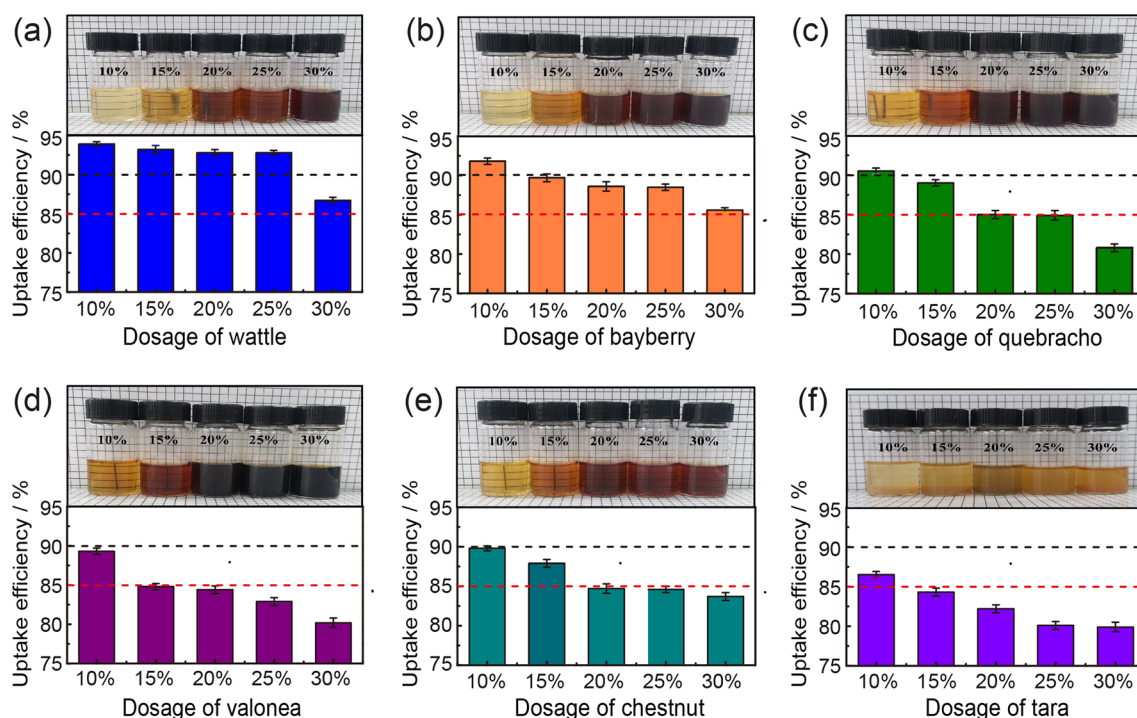 (a)
10% 15% 20% 25% 30%
Uptake efficiency / %
95
90
85
80
75
10% 15% 20% 25% 30%
Dosage of wattle
(b)
10% 15% 20% 25% 30%
Uptake efficiency / %
95
90
85
80
75
10% 15% 20% 25% 30%
Dosage of bayberry
(c)
10% 15% 20% 25% 30%
Uptake efficiency / %
95
90
85
80
75
10% 15% 20% 25% 30%
Dosage of quebracho
(d)
10% 15% 20% 25% 30%
Uptake efficiency / %
95
90
85
80
75
10% 15% 20% 25% 30%
Dosage of valonea
(e)
10% 15% 20% 25% 30%
Uptake efficiency / %
95
90
85
80
75
10% 15% 20% 25% 30%
Dosage of chestnut
(f)
10% 15% 20% 25% 30%
Uptake efficiency / %
95
90
85
80
75
10% 15% 20% 25% 30%
Dosage of tara